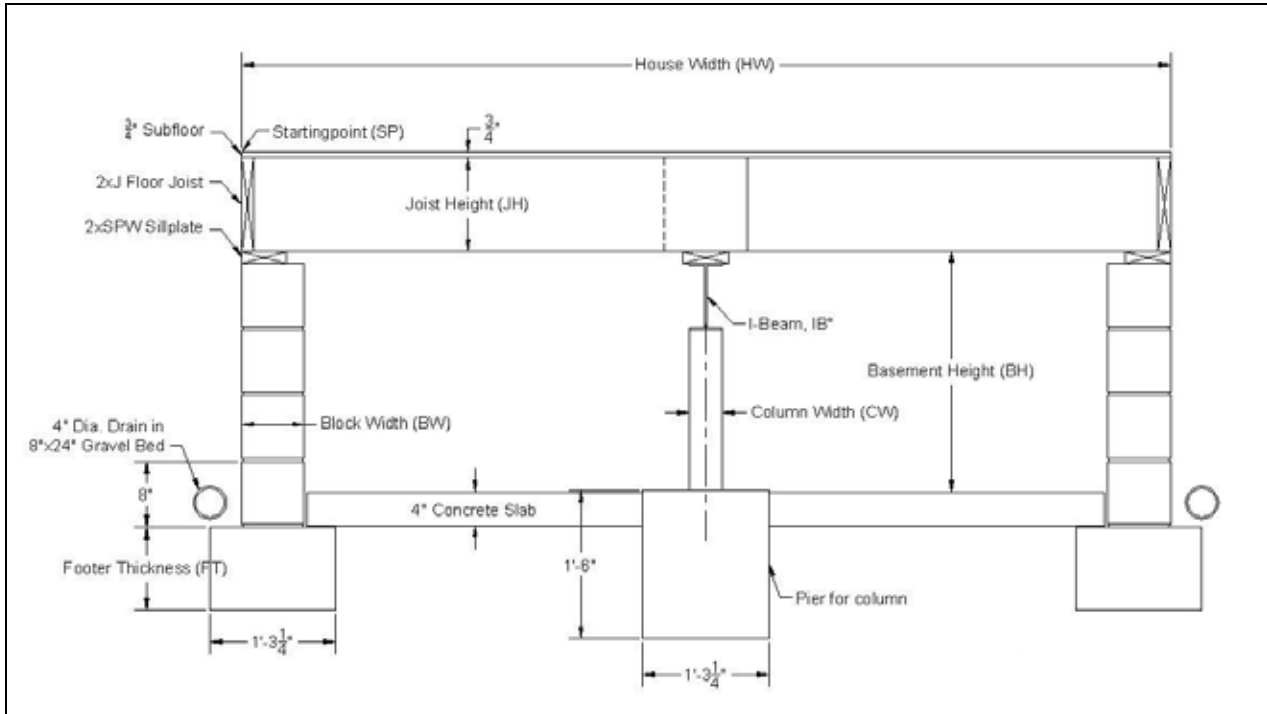 House Width (HW)
3/4" Subfloor
Startingpoint (SP)
3/4"
2xJ Floor Joist
Joist Height (JH)
2xSPW Sillplate
I-Beam, IB"
Basement Height (BH)
Column Width (CW)
Block Width (BW)
4" Dia. Drain in
8"x24" Gravel Bed
8"
4" Concrete Slab
Footer Thickness (FT)
1'-6"
Pier for column
1'-3 1/4"
1'-3 1/4"